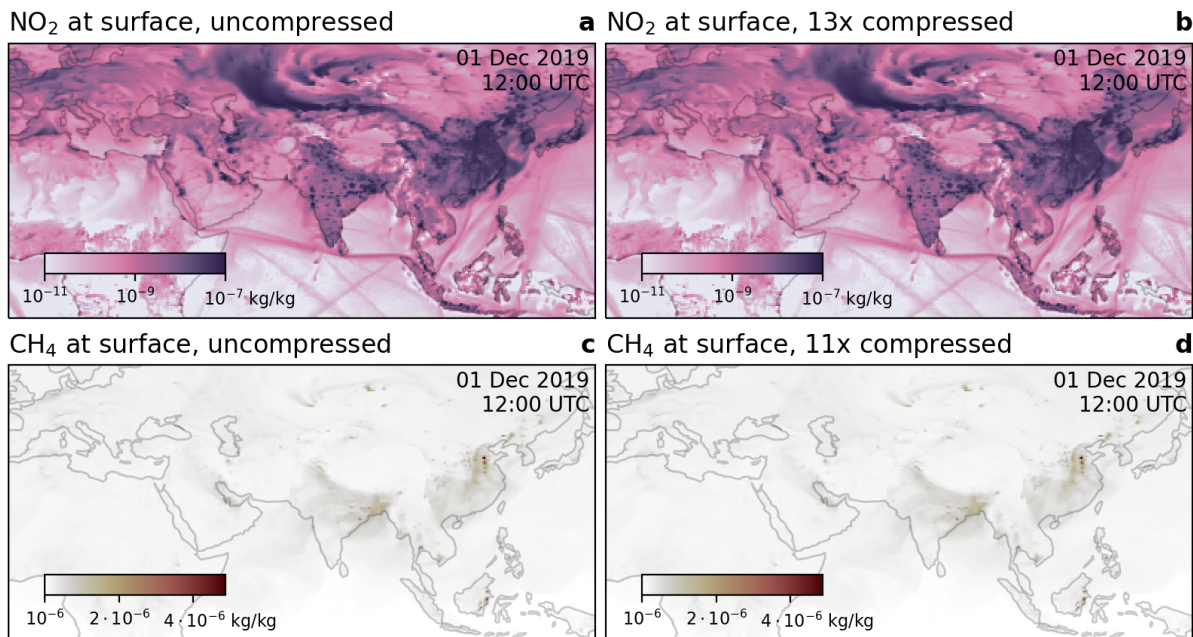 NO₂ at surface, uncompressed a
01 Dec 2019
12:00 UTC
10⁻¹¹ 10⁻⁹ 10⁻⁷ kg/kg
NO₂ at surface, 13x compressed b
01 Dec 2019
12:00 UTC
10⁻¹¹ 10⁻⁹ 10⁻⁷ kg/kg
CH₄ at surface, uncompressed c
01 Dec 2019
12:00 UTC
10⁻⁶ 2·10⁻⁶ 4·10⁻⁶ kg/kg
CH₄ at surface, 11x compressed d
01 Dec 2019
12:00 UTC
10⁻⁶ 2·10⁻⁶ 4·10⁻⁶ kg/kg